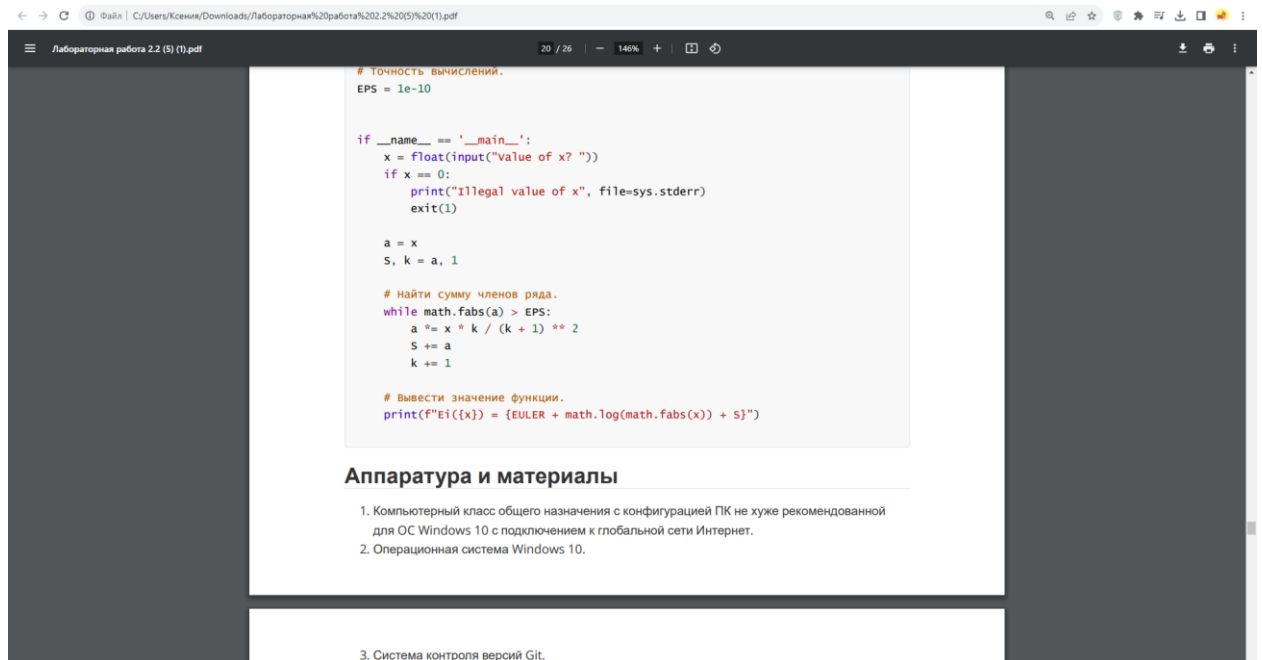 Файл | C:/Users/Ксения/Downloads/Лабораторная%20работа%202.2%20(5)%20(1).pdf
Лабораторная работа 2.2 (5) (1).pdf
20 / 26
146%
# Точность вычислений.
EPS = 1e-10
if __name__ == '__main__':
x = float(input("Value of x? "))
if x == 0:
print("Illegal value of x", file=sys.stderr)
exit(1)
a = x
S, k = a, 1
# Найти сумму членов ряда.
while math.fabs(a) > EPS:
a *= x * k / (k + 1) ** 2
S += a
k += 1
# Вывести значение функции.
print(f"Ei({x}) = {EULER + math.log(math.fabs(x)) + S}")
Аппаратура и материалы
1. Компьютерный класс общего назначения с конфигурацией ПК не хуже рекомендованной
для ОС Windows 10 с подключением к глобальной сети Интернет.
2. Операционная система Windows 10.
3. Система контроля версий Git.